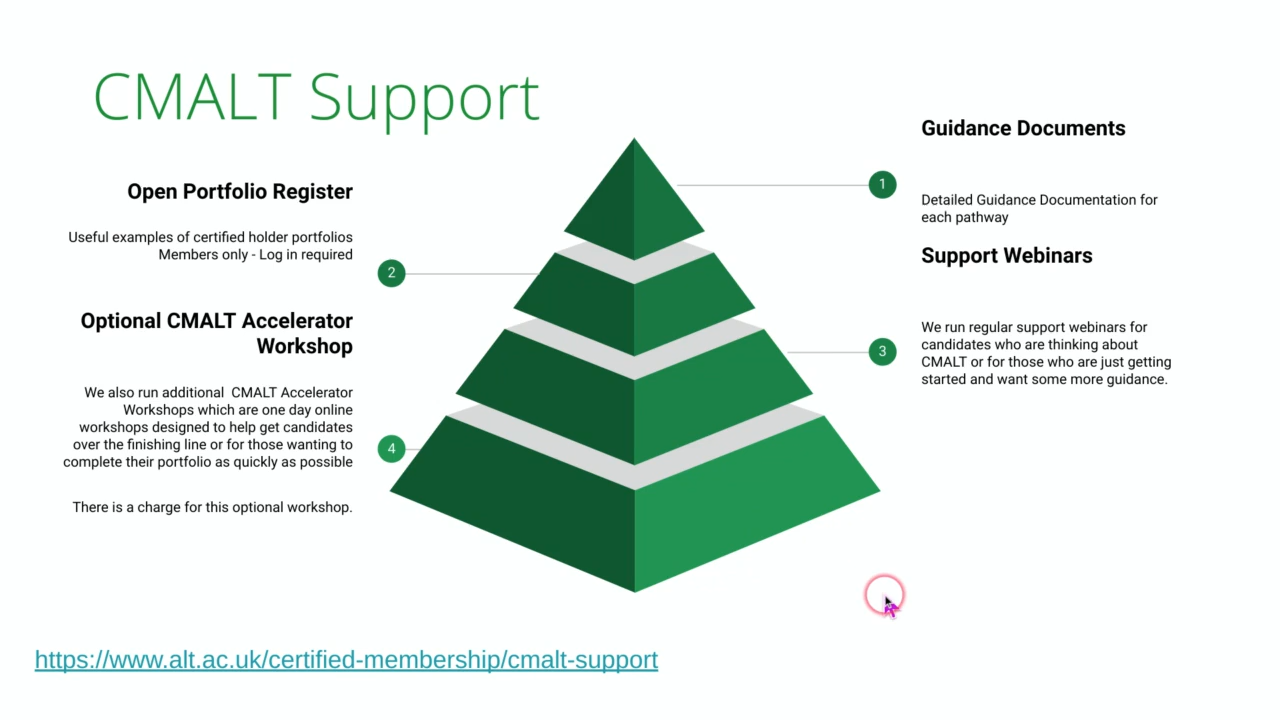 CMALT Support
Guidance Documents
1
Detailed Guidance Documentation for
each pathway
Open Portfolio Register
Useful examples of certified holder portfolios
Members only - Log in required
2
Support Webinars
We run regular support webinars for
candidates who are thinking about
CMALT or for those who are just getting
started and want some more guidance.
3
Optional CMALT Accelerator
Workshop
We also run additional  CMALT Accelerator
Workshops which are one day online
workshops designed to help get candidates
over the finishing line or for those wanting to
complete their portfolio as quickly as possible
4
There is a charge for this optional workshop.
https://www.alt.ac.uk/certified-membership/cmalt-support